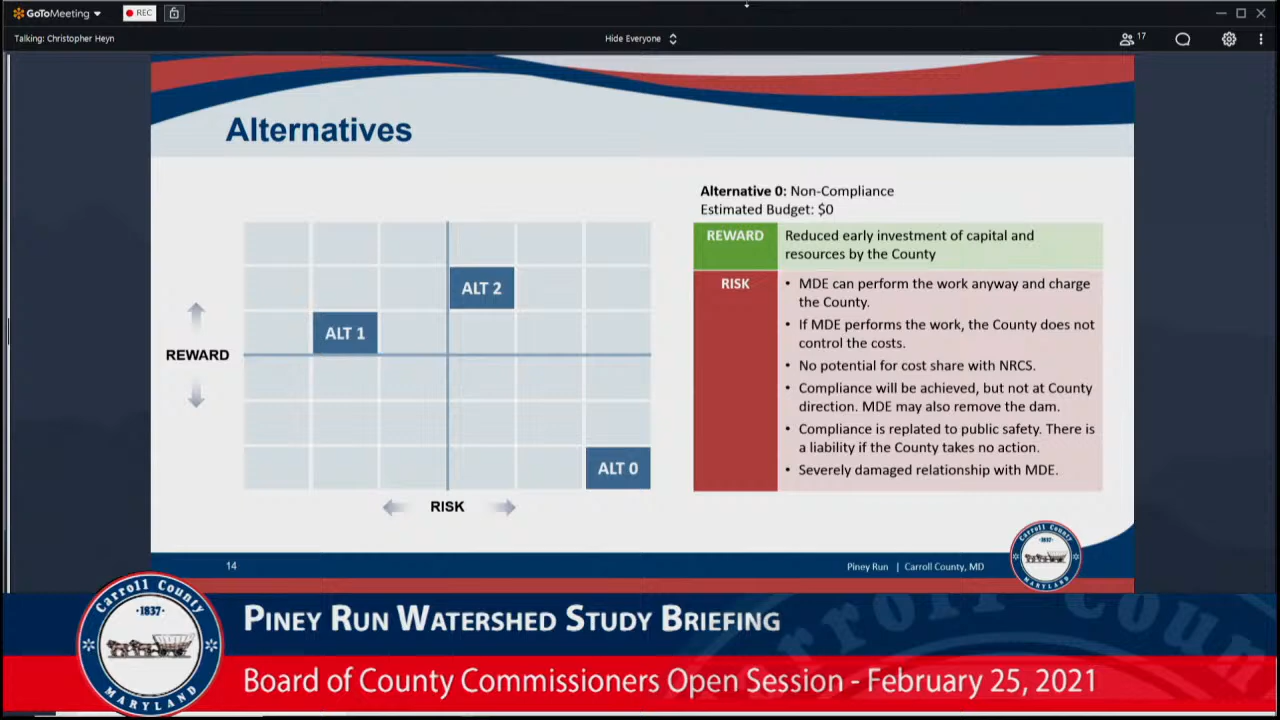 GoToMeeting
REC
Talking: Christopher Heyn
Hide Everyone
17
Alternatives
Alternative 0: Non-Compliance
Estimated Budget: $0
REWARD
Reduced early investment of capital and
resources by the County
RISK
• MDE can perform the work anyway and charge
the County.
• If MDE performs the work, the County does not
control the costs.
• No potential for cost share with NRCS.
• Compliance will be achieved, but not at County
direction. MDE may also remove the dam.
• Compliance is replated to public safety. There is
a liability if the County takes no action.
• Severely damaged relationship with MDE.
ALT 2
ALT 1
REWARD
ALT 0
RISK
14
Piney Run | Carroll County, MD
Carroll County
1837
MARYLAND
Carroll County
·1837·
MARYLAND
PINEY RUN WATERSHED STUDY BRIEFING
Board of County Commissioners Open Session - February 25, 2021